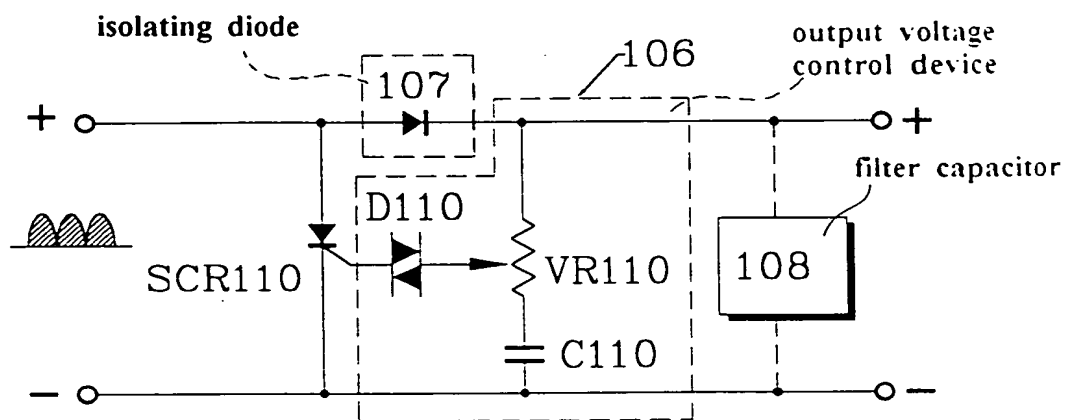 isolating diode
output voltage
control device
107
106
+
+
filter capacitor
D110
SCR110
VR110
108
C110
−
−